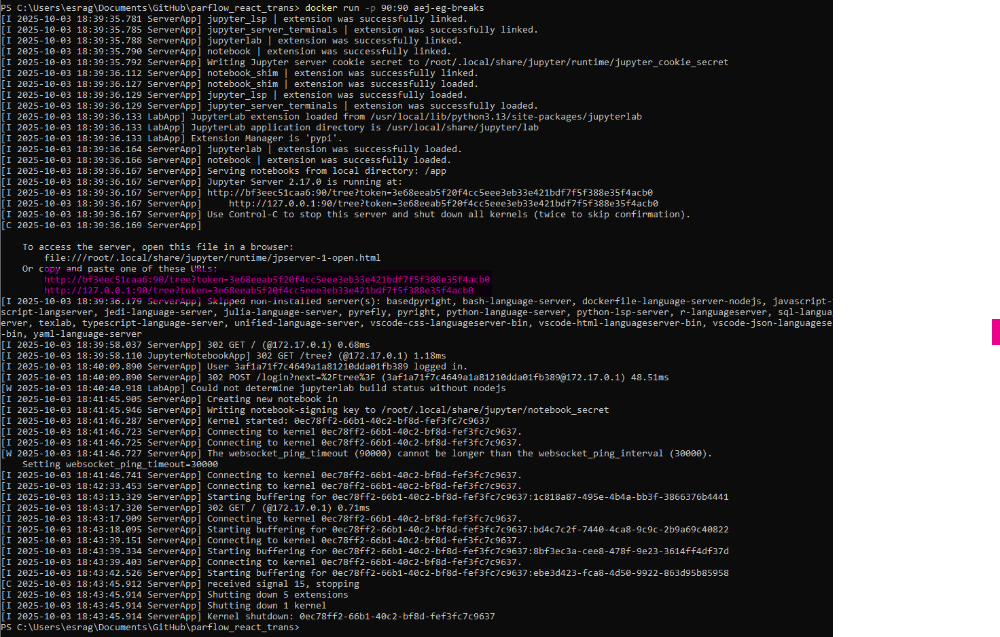 PS C:\Users\esrag\Documents\GitHub\parflow_react_trans> docker run -p 90:90 aej-eg-breaks
[I 2025-10-03 18:39:35.781 ServerApp] jupyter_lsp | extension was successfully linked.
[I 2025-10-03 18:39:35.785 ServerApp] jupyter_server_terminals | extension was successfully linked.
[I 2025-10-03 18:39:35.788 ServerApp] jupyterlab | extension was successfully linked.
[I 2025-10-03 18:39:35.790 ServerApp] notebook | extension was successfully linked.
[I 2025-10-03 18:39:35.792 ServerApp] Writing Jupyter server cookie secret to /root/.local/share/jupyter/runtime/jupyter_cookie_secret
[I 2025-10-03 18:39:36.112 ServerApp] notebook_shim | extension was successfully linked.
[I 2025-10-03 18:39:36.127 ServerApp] notebook_shim | extension was successfully loaded.
[I 2025-10-03 18:39:36.129 ServerApp] jupyter_lsp | extension was successfully loaded.
[I 2025-10-03 18:39:36.129 ServerApp] jupyter_server_terminals | extension was successfully loaded.
[I 2025-10-03 18:39:36.133 LabApp] JupyterLab extension loaded from /usr/local/lib/python3.13/site-packages/jupyterlab
[I 2025-10-03 18:39:36.133 LabApp] JupyterLab application directory is /usr/local/share/jupyter/lab
[I 2025-10-03 18:39:36.133 LabApp] Extension Manager is 'pypi'.
[I 2025-10-03 18:39:36.164 ServerApp] jupyterlab | extension was successfully loaded.
[I 2025-10-03 18:39:36.166 ServerApp] notebook | extension was successfully loaded.
[I 2025-10-03 18:39:36.167 ServerApp] Serving notebooks from local directory: /app
[I 2025-10-03 18:39:36.167 ServerApp] Jupyter Server 2.17.0 is running at:
[I 2025-10-03 18:39:36.167 ServerApp] http://bf3eec51caa6:90/tree?token=3e68eeab5f20f4cc5eee3eb33e421bdf7f5f388e35f4acb0
[I 2025-10-03 18:39:36.167 ServerApp]     http://127.0.0.1:90/tree?token=3e68eeab5f20f4cc5eee3eb33e421bdf7f5f388e35f4acb0
[I 2025-10-03 18:39:36.167 ServerApp] Use Control-C to stop this server and shut down all kernels (twice to skip confirmation).
[C 2025-10-03 18:39:36.169 ServerApp]
To access the server, open this file in a browser:
file:///root/.local/share/jupyter/runtime/jpserver-1-open.html
Or copy and paste one of these URLs:
http://bf3eec51caa6:90/tree?token=3e68eeab5f20f4cc5eee3eb33e421bdf7f5f388e35f4acb0
http://127.0.0.1:90/tree?token=3e68eeab5f20f4cc5eee3eb33e421bdf7f5f388e35f4acb0
[I 2025-10-03 18:39:36.179 ServerApp] Skipped non-installed server(s): basedpyright, bash-language-server, dockerfile-language-server-nodejs, javascript-
script-langserver, jedi-language-server, julia-language-server, pyrefly, pyright, python-language-server, python-lsp-server, r-languageserver, sql-langua
erver, texlab, typescript-language-server, unified-language-server, vscode-css-languageserver-bin, vscode-html-languageserver-bin, vscode-json-languagese
-bin, yaml-language-server
[I 2025-10-03 18:39:58.037 ServerApp] 302 GET / (@172.17.0.1) 0.68ms
[I 2025-10-03 18:39:58.110 JupyterNotebookApp] 302 GET /tree? (@172.17.0.1) 1.18ms
[I 2025-10-03 18:40:09.890 ServerApp] User 3af1a71f7c4649a1a81210dda01fb389 logged in.
[I 2025-10-03 18:40:09.890 ServerApp] 302 POST /login?next=%2Ftree%3F (3af1a71f7c4649a1a81210dda01fb389@172.17.0.1) 48.51ms
[W 2025-10-03 18:40:40.918 LabApp] Could not determine jupyterlab build status without nodejs
[I 2025-10-03 18:41:45.905 ServerApp] Creating new notebook in
[I 2025-10-03 18:41:45.946 ServerApp] Writing notebook-signing key to /root/.local/share/jupyter/notebook_secret
[I 2025-10-03 18:41:46.287 ServerApp] Kernel started: 0ec78ff2-66b1-40c2-bf8d-fef3fc7c9637
[I 2025-10-03 18:41:46.723 ServerApp] Connecting to kernel 0ec78ff2-66b1-40c2-bf8d-fef3fc7c9637.
[I 2025-10-03 18:41:46.725 ServerApp] Connecting to kernel 0ec78ff2-66b1-40c2-bf8d-fef3fc7c9637.
[W 2025-10-03 18:41:46.727 ServerApp] The websocket_ping_timeout (90000) cannot be longer than the websocket_ping_interval (30000).
Setting websocket_ping_timeout=30000
[I 2025-10-03 18:41:46.741 ServerApp] Connecting to kernel 0ec78ff2-66b1-40c2-bf8d-fef3fc7c9637.
[I 2025-10-03 18:42:33.453 ServerApp] Connecting to kernel 0ec78ff2-66b1-40c2-bf8d-fef3fc7c9637.
[I 2025-10-03 18:43:13.329 ServerApp] Starting buffering for 0ec78ff2-66b1-40c2-bf8d-fef3fc7c9637:1c818a87-495e-4b4a-bb3f-3866376b4441
[I 2025-10-03 18:43:17.320 ServerApp] 302 GET / (@172.17.0.1) 0.71ms
[I 2025-10-03 18:43:17.909 ServerApp] Connecting to kernel 0ec78ff2-66b1-40c2-bf8d-fef3fc7c9637.
[I 2025-10-03 18:43:18.095 ServerApp] Starting buffering for 0ec78ff2-66b1-40c2-bf8d-fef3fc7c9637:bd4c7c2f-7440-4ca8-9c9c-2b9a69c40822
[I 2025-10-03 18:43:39.151 ServerApp] Connecting to kernel 0ec78ff2-66b1-40c2-bf8d-fef3fc7c9637.
[I 2025-10-03 18:43:39.334 ServerApp] Starting buffering for 0ec78ff2-66b1-40c2-bf8d-fef3fc7c9637:8bf3ec3a-cee8-478f-9e23-3614ff4df37d
[I 2025-10-03 18:43:39.403 ServerApp] Connecting to kernel 0ec78ff2-66b1-40c2-bf8d-fef3fc7c9637.
[I 2025-10-03 18:43:42.526 ServerApp] Starting buffering for 0ec78ff2-66b1-40c2-bf8d-fef3fc7c9637:ebe3d423-fca8-4d50-9922-863d95b85958
[C 2025-10-03 18:43:45.912 ServerApp] received signal 15, stopping
[I 2025-10-03 18:43:45.914 ServerApp] Shutting down 5 extensions
[I 2025-10-03 18:43:45.914 ServerApp] Shutting down 1 kernel
[I 2025-10-03 18:43:45.914 ServerApp] Kernel shutdown: 0ec78ff2-66b1-40c2-bf8d-fef3fc7c9637
PS C:\Users\esrag\Documents\GitHub\parflow_react_trans>